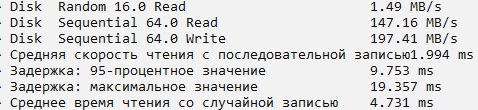 › Disk Random 16.0 Read 1.49 MB/s
› Disk Sequential 64.0 Read 147.16 MB/s
› Disk Sequential 64.0 Write 197.41 MB/s
› Средняя скорость чтения с последовательной записью1.994 ms
› Задержка: 95-процентное значение 9.753 ms
› Задержка: максимальное значение 19.357 ms
› Среднее время чтения со случайной записью 4.731 ms